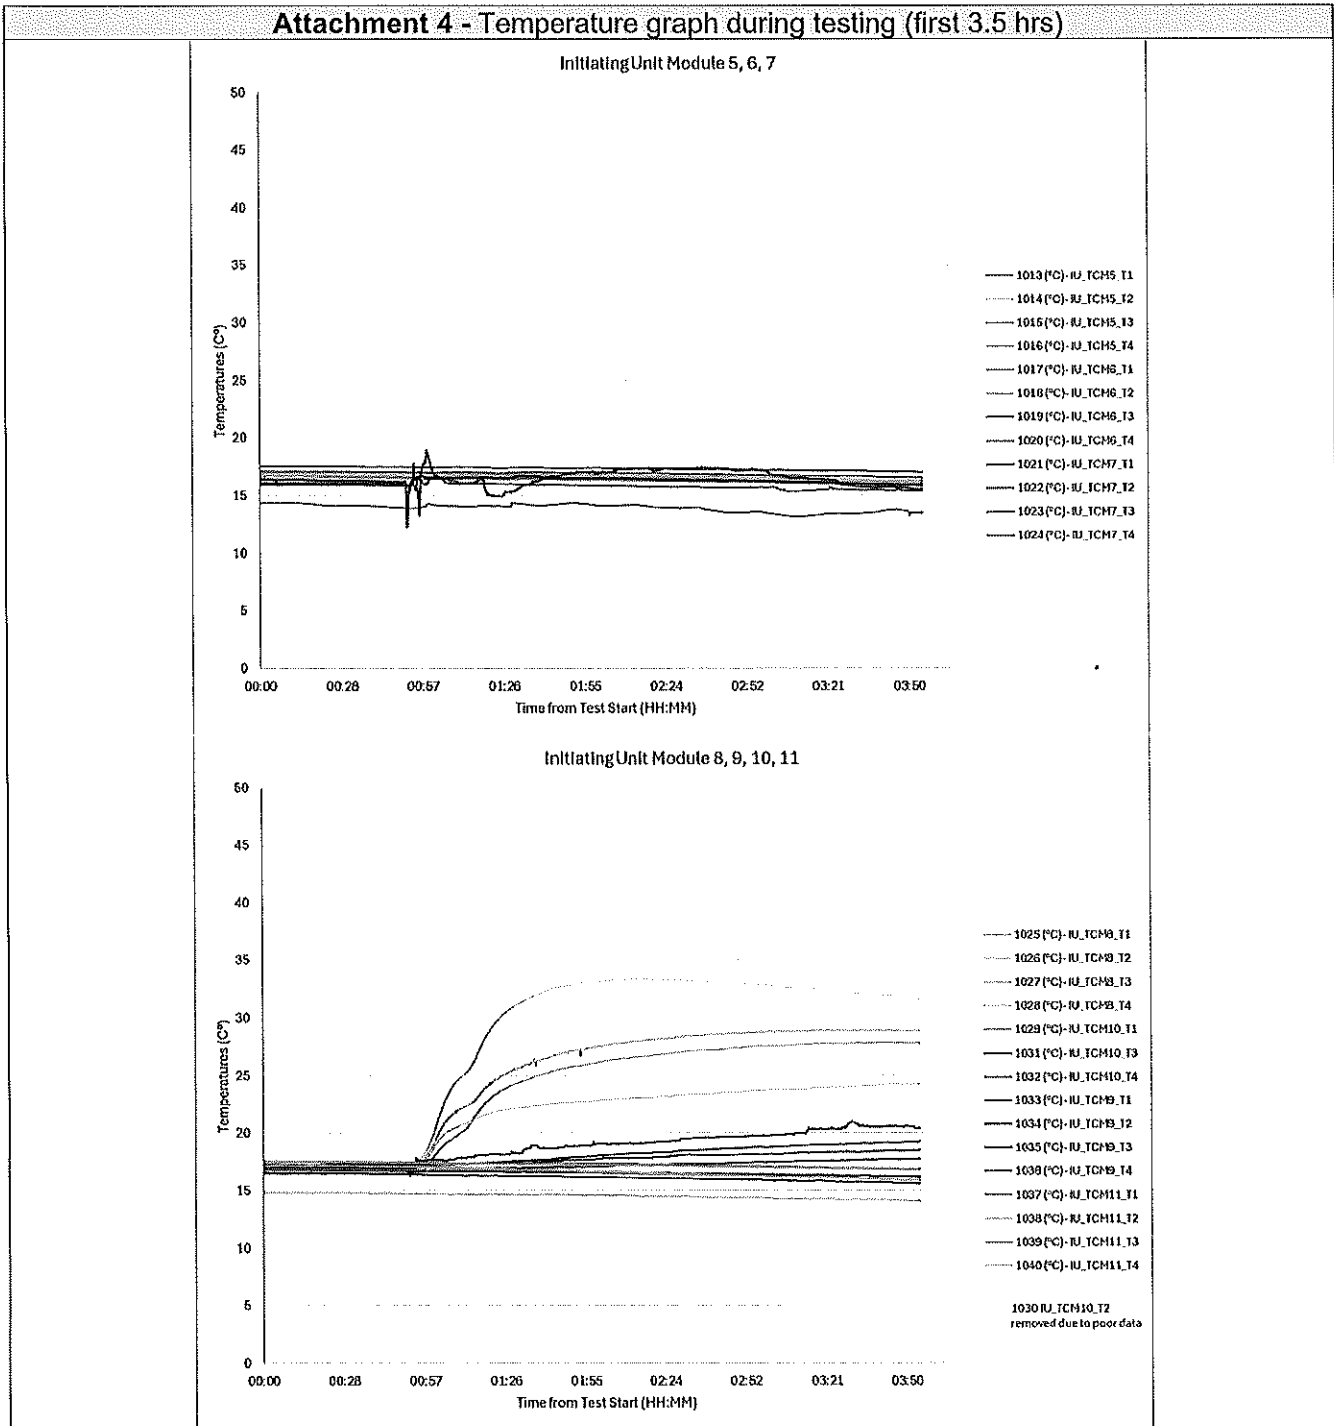 Attachment 4 - Temperature graph during testing (first 3.5 hrs)
Initiating Unit Module 5, 6, 7
50
45
40
35
30
25
20
15
10
5
0
Temperatures (C°)
00:00 00:28 00:57 01:26 01:55 02:24 02:52 03:21 03:50
Time from Test Start (HH:MM)
1013 (°C)- IU_TCM5_T1
1014 (°C)- IU_TCM5_T2
1015 (°C)- IU_TCM5_T3
1016 (°C)- IU_TCM5_T4
1017 (°C)- IU_TCM6_T1
1018 (°C)- IU_TCM6_T2
1019 (°C)- IU_TCM6_T3
1020 (°C)- IU_TCM6_T4
1021 (°C)- IU_TCM7_T1
1022 (°C)- IU_TCM7_T2
1023 (°C)- IU_TCM7_T3
1024 (°C)- IU_TCM7_T4
Initiating Unit Module 8, 9, 10, 11
50
45
40
35
30
25
20
15
10
5
0
Temperatures (C°)
00:00 00:28 00:57 01:26 01:55 02:24 02:52 03:21 03:50
Time from Test Start (HH:MM)
1025 (°C)- IU_TCM8_T1
1026 (°C)- IU_TCM8_T2
1027 (°C)- IU_TCM8_T3
1028 (°C)- IU_TCM8_T4
1029 (°C)- IU_TCM10_T1
1031 (°C)- IU_TCM10_T3
1032 (°C)- IU_TCM10_T4
1033 (°C)- IU_TCM9_T1
1034 (°C)- IU_TCM9_T2
1035 (°C)- IU_TCM9_T3
1036 (°C)- IU_TCM9_T4
1037 (°C)- IU_TCM11_T1
1038 (°C)- IU_TCM11_T2
1039 (°C)- IU_TCM11_T3
1040 (°C)- IU_TCM11_T4
1030 IU_TCM10_T2
removed due to poor data